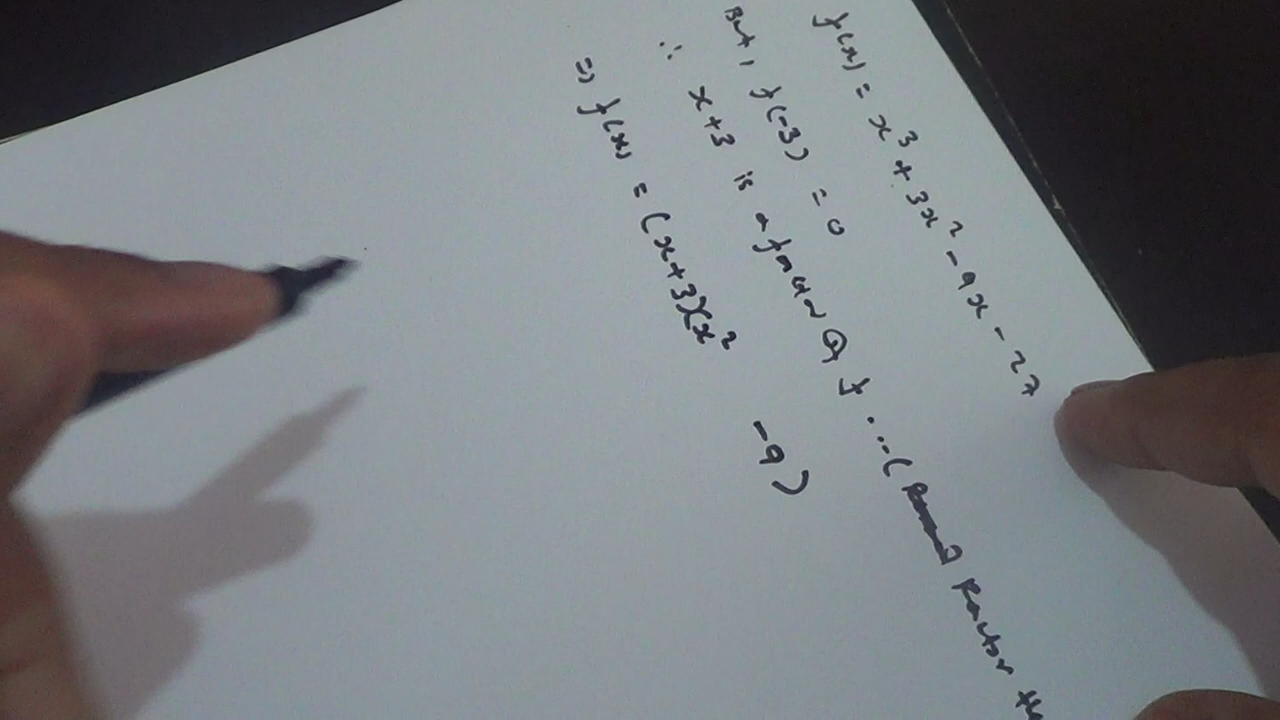 f(x) = x³ + 3x² - 9x - 27
But, f(-3) = 0
∴ x+3 is a factor of f ...( Factor
=> f(x) = (x+3)(x² -9)